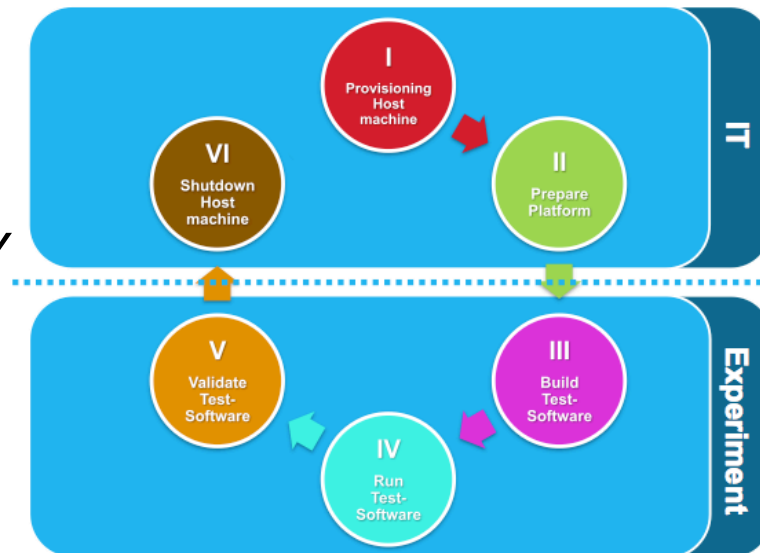 I
Provisioning
Host
machine
II
Prepare
Platform
VI
Shutdown
Host
machine
IT
III
Build
Test-
Software
IV
Run
Test-
Software
V
Validate
Test-
Software
Experiment